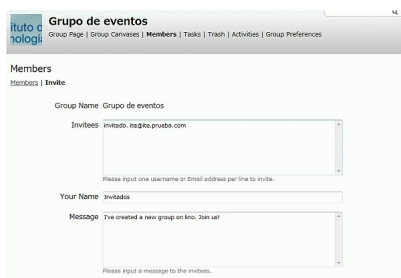 ituto d
nologí
Grupo de eventos
Group Page | Group Canvases | Members | Tasks | Trash | Activities | Group Preferences
Members
Members | Invite
Group Name Grupo de eventos
Invitees invitado.ite@ite.prueba.com
Please input one username or Email address per line to invite.
Your Name Invitados
Message I've created a new group on lino. Join us!
Please input a message to the invitees.